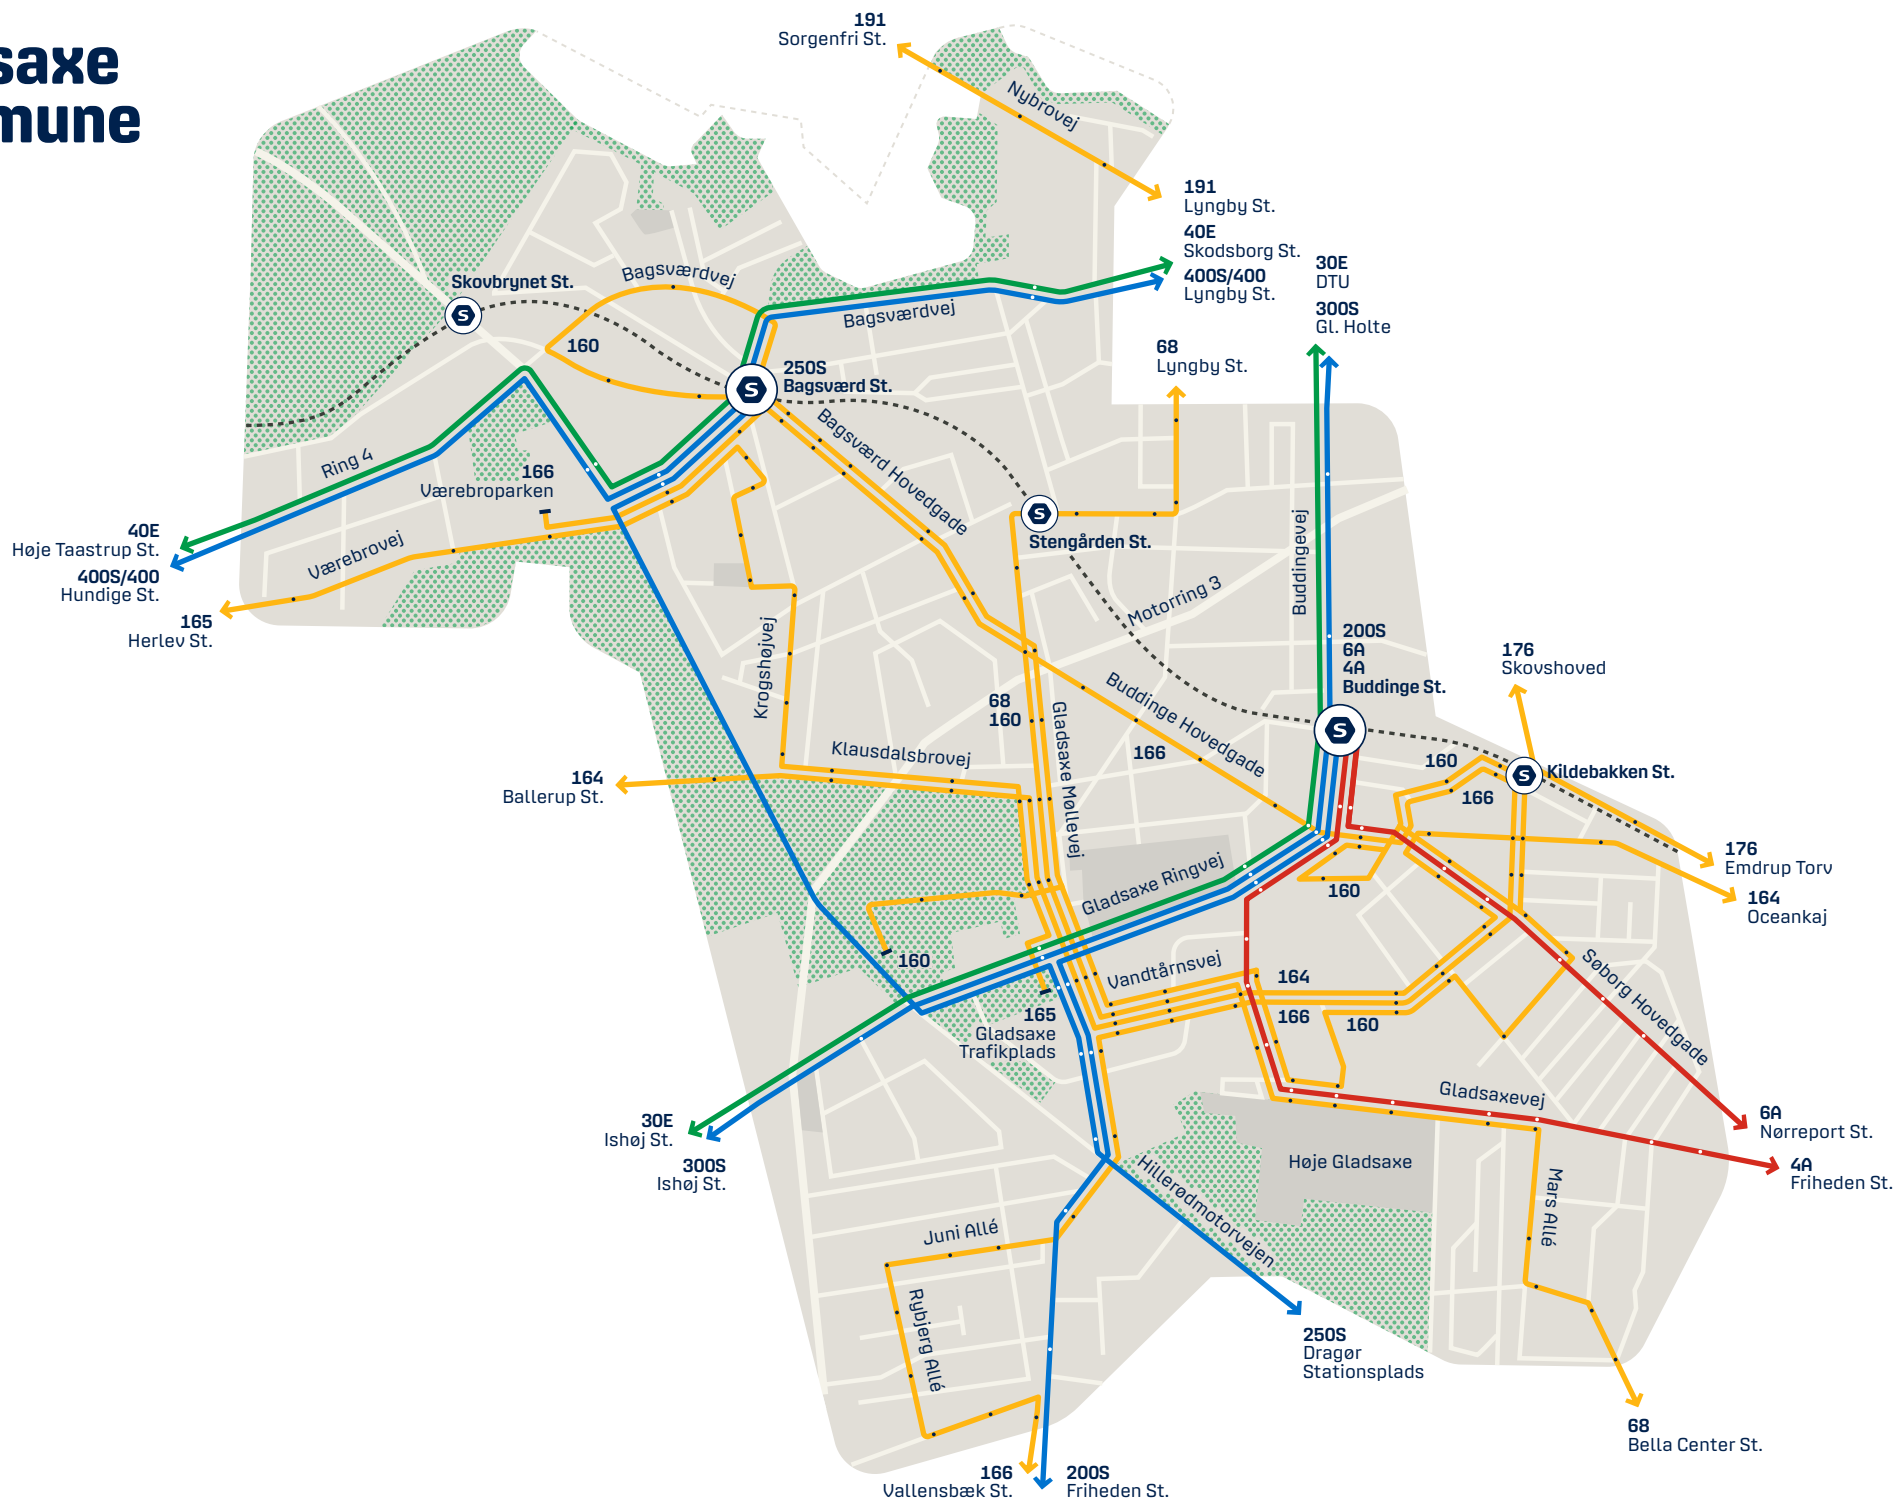 saxe
mune
191
Sorgenfri St.
Nybrovej
191
Lyngby St.
40E
Skodsborg St.
400S/400
Lyngby St.
30E
DTU
300S
Gl. Holte
Skovbrynet St.
Bagsværdvej
Bagsværdvej
160
250S
Bagsværd St.
68
Lyngby St.
Ring 4
166
Værebroparken
Bagsværd Hovedgade
Stengården St.
Buddingevej
Motorring 3
40E
Høje Taastrup St.
400S/400
Hundige St.
Værebrovej
165
Herlev St.
Krogshøjvej
68
160
Gladsaxe Møllevej
Buddinge Hovedgade
166
200S
6A
4A
Buddinge St.
176
Skovshoved
160
166
Kildebakken St.
Klausdalsbrovej
164
Ballerup St.
176
Emdrup Torv
164
Oceankaj
160
Gladsaxe Ringvej
160
Vandtårnsvej
164
166
160
Søborg Hovedgade
165
Gladsaxe
Trafikplads
Gladsaxevej
30E
Ishøj St.
300S
Ishøj St.
Høje Gladsaxe
6A
Nørreport St.
4A
Friheden St.
Hillerødmotorvejen
Mars Allé
Juni Allé
Rybjerg Allé
250S
Dragør
Stationsplads
68
Bella Center St.
166
Vallensbæk St.
200S
Friheden St.